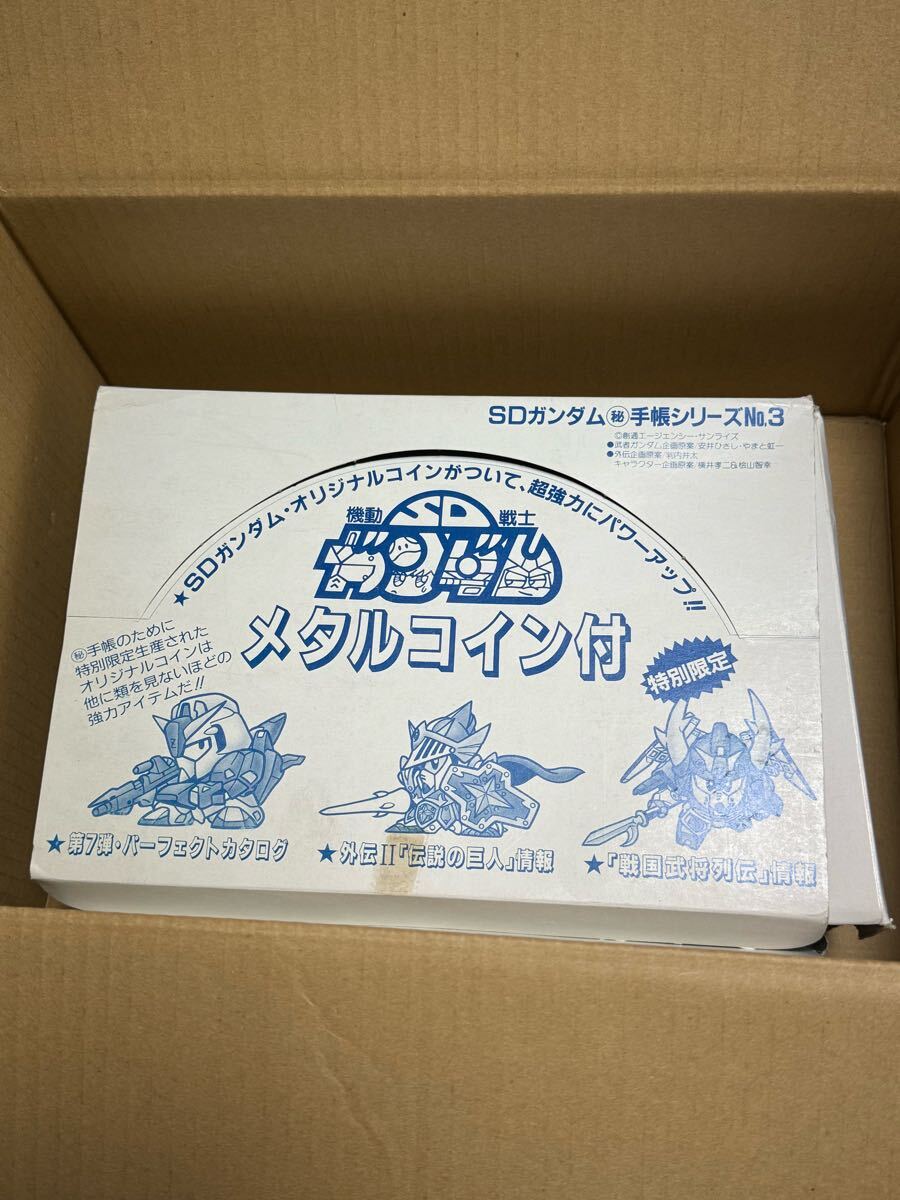 SDガンダム㊙手帳シリーズNo.3
©創通エージェンシー・サンライズ
●武者ガンダム企画原案/安井ひさし・やまと虹一
●外伝企画原案/判内井太
キャラクター企画原案/横井孝二&桧山智幸
★SDガンダム・オリジナルコインがついて、超強力にパワーアップ!!
機動 SD 戦士
ガンダム
メタルコイン付
㊙手帳のために
特別限定生産された
オリジナルコインは
他に類を見ないほどの
強力アイテムだ!!
特別限定
★第7弾・パーフェクトカタログ
★外伝II「伝説の巨人」情報
★「戦国武将列伝」情報